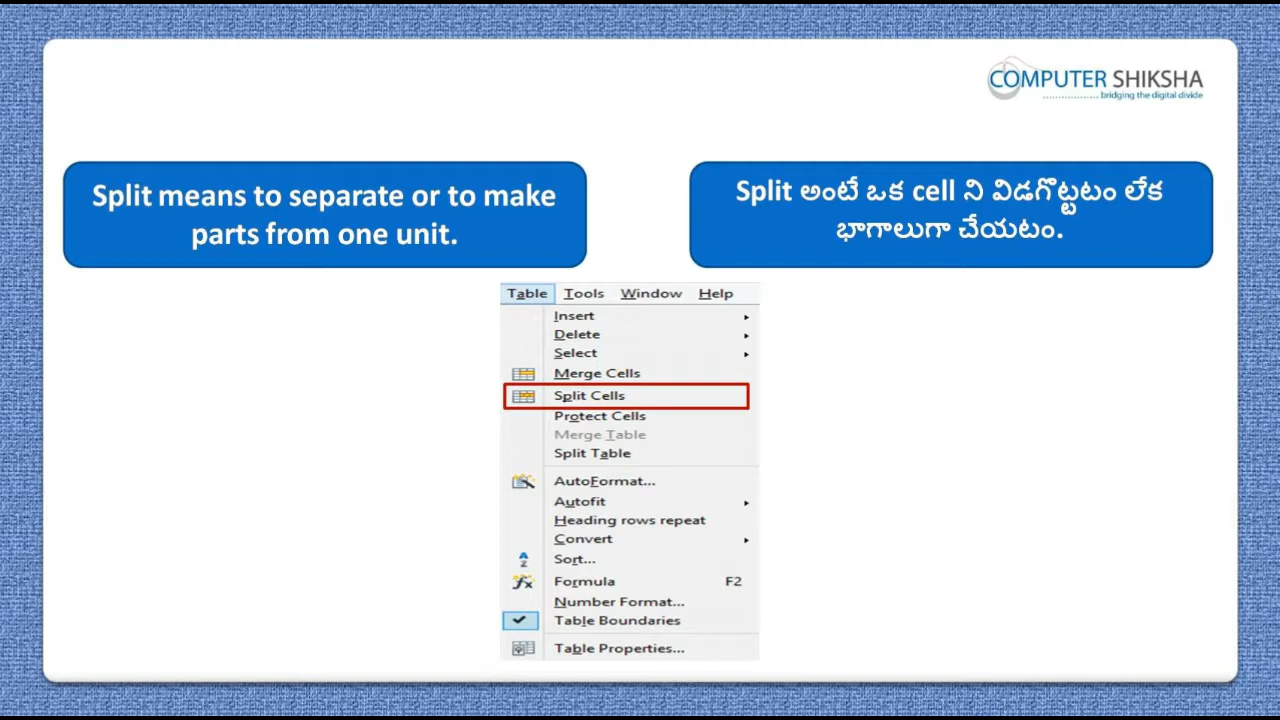 COMPUTER SHIKSHA
bridging the digital divide
Split means to separate or to make
parts from one unit.
Split అంటే ఒక cell ని విడగొట్టటం లేక
భాగాలుగా చేయటం.
Table Tools Window Help
Insert
Delete
Select
Merge Cells
Split Cells
Protect Cells
Merge Table
Split Table
AutoFormat...
Autofit
Heading rows repeat
Convert
Sort...
Formula F2
Number Format...
Table Boundaries
Table Properties...